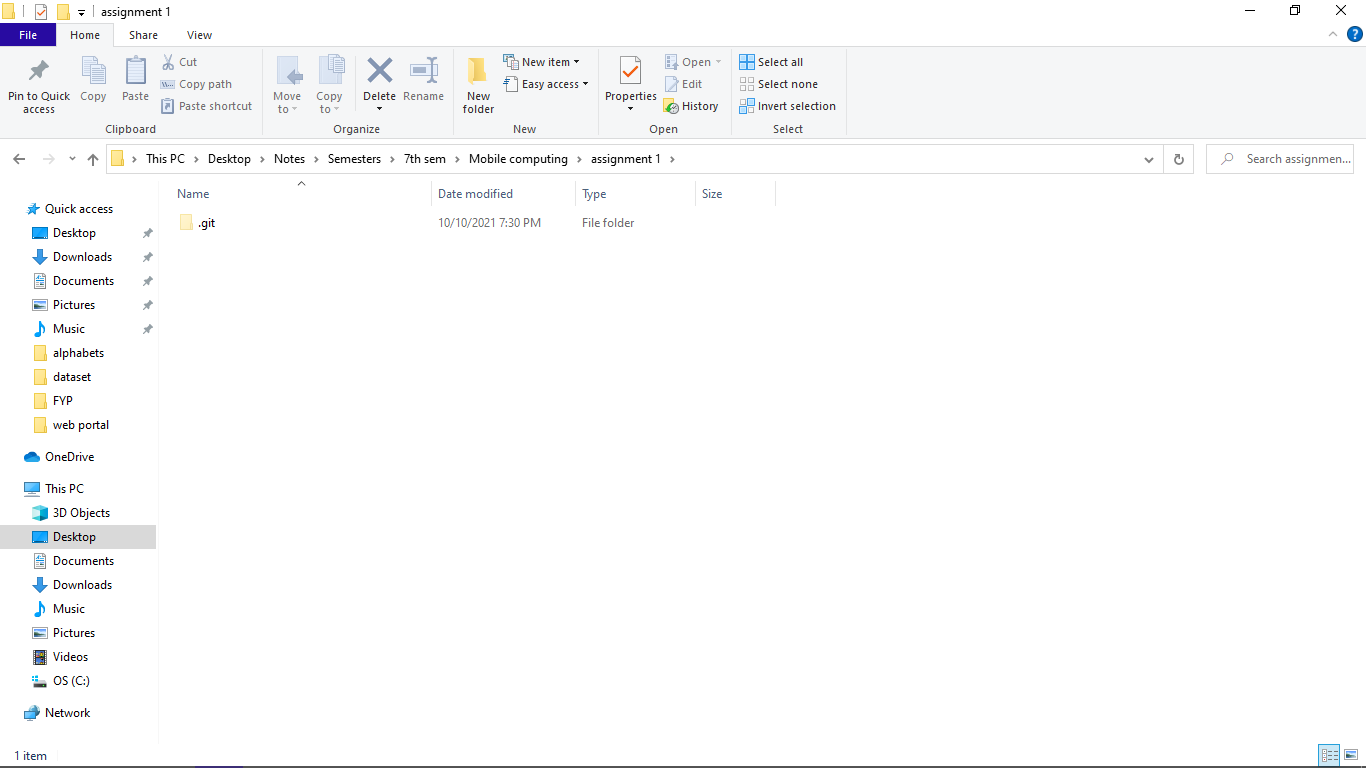 assignment 1
File Home Share View
Pin to Quick access
Copy
Paste
Cut
Copy path
Paste shortcut
Clipboard
Move to
Copy to
Delete
Rename
Organize
New folder
New item
Easy access
New
Properties
Open
Edit
History
Open
Select all
Select none
Invert selection
Select
This PC > Desktop > Notes > Semesters > 7th sem > Mobile computing > assignment 1 >
Search assignmen...
Name Date modified Type Size
.git 10/10/2021 7:30 PM File folder
Quick access
Desktop
Downloads
Documents
Pictures
Music
alphabets
dataset
FYP
web portal
OneDrive
This PC
3D Objects
Desktop
Documents
Downloads
Music
Pictures
Videos
OS (C:)
Network
1 item